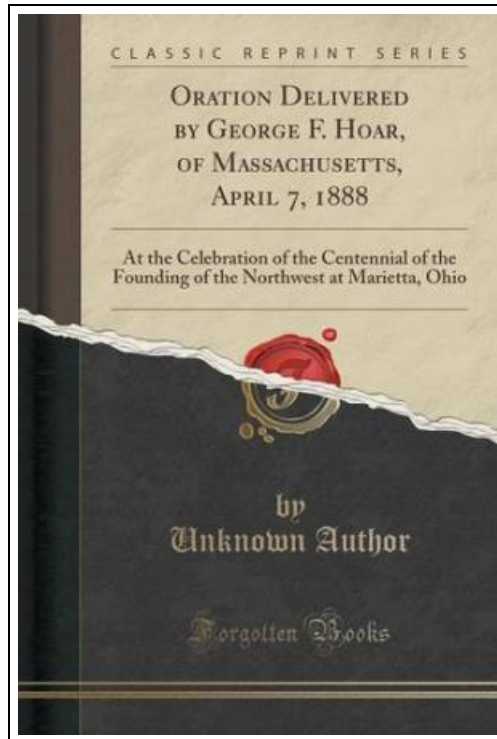 CLASSIC REPRINT SERIES
ORATION DELIVERED
BY GEORGE F. HOAR,
OF MASSACHUSETTS,
APRIL 7, 1888
At the Celebration of the Centennial of the
Founding of the Northwest at Marietta, Ohio
by
Unknown Author
Forgotten Books